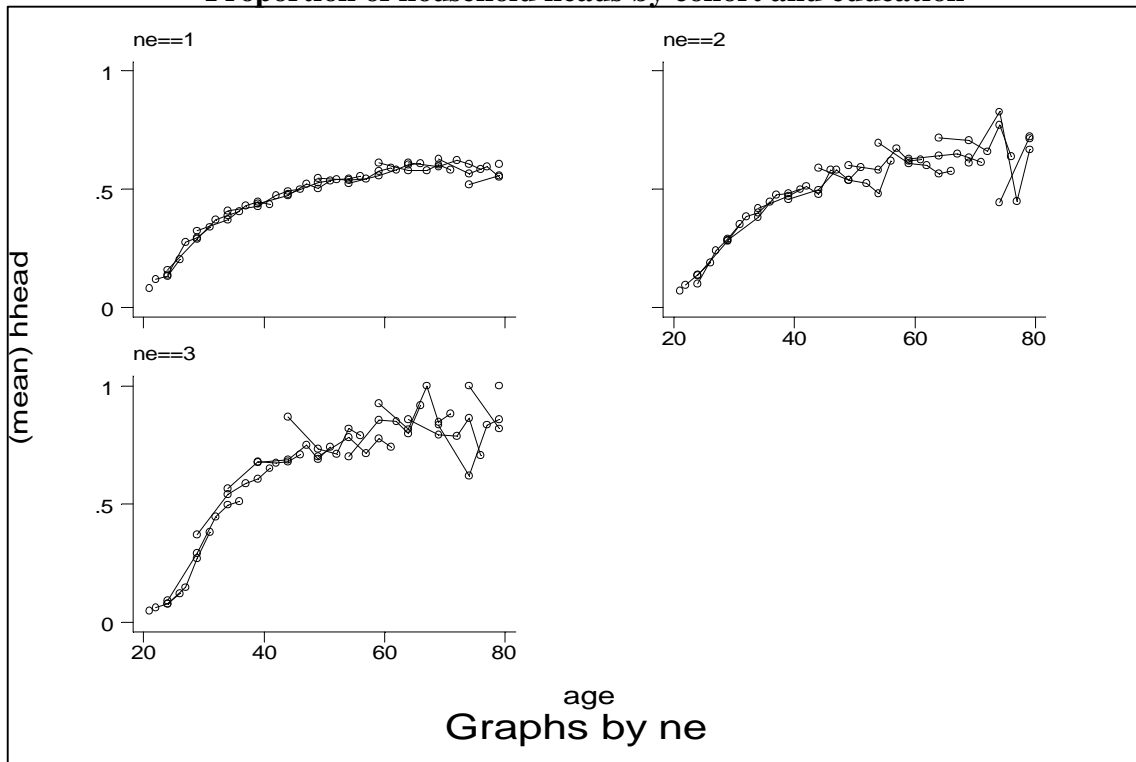 Proportion of household heads by cohort and education
ne==1
ne==2
1
.5
0
20 40 60 80
ne==3
1
.5
0
20 40 60 80
(mean) hhead
age
Graphs by ne